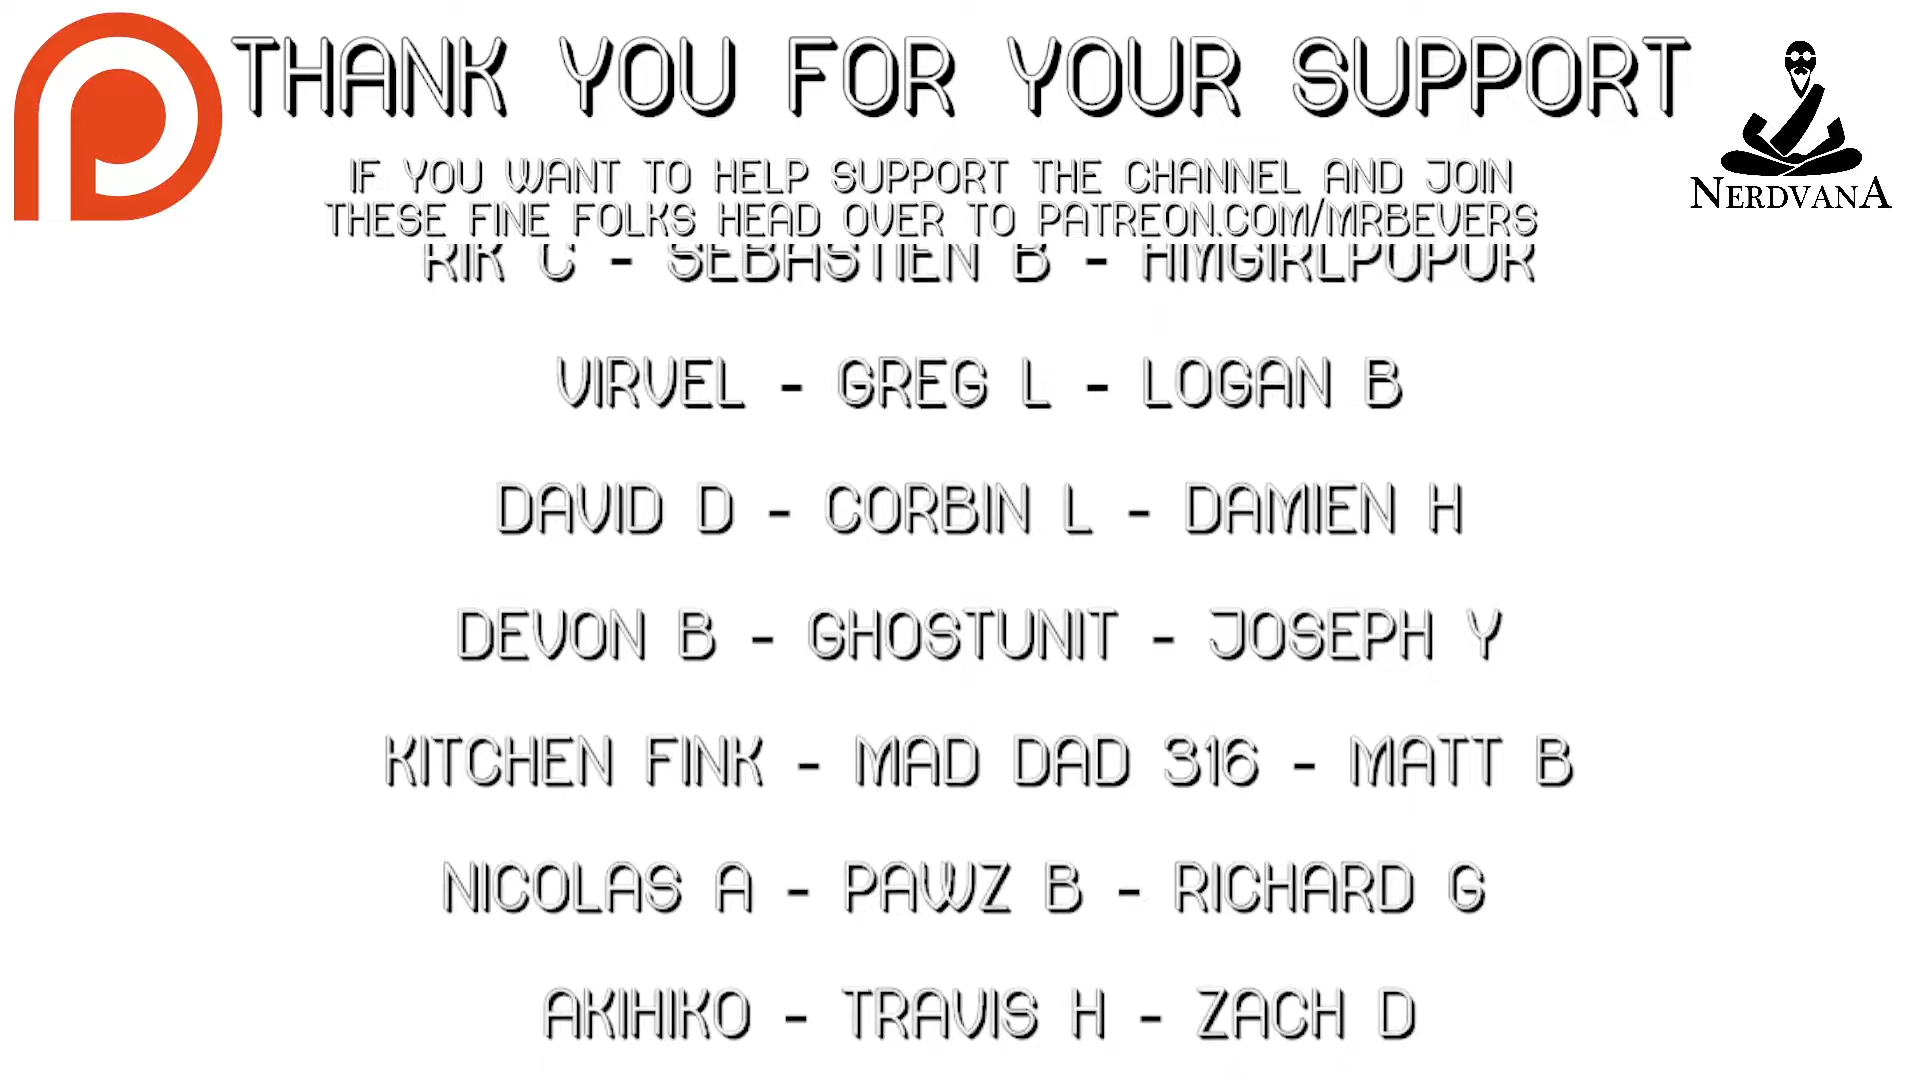 THANK YOU FOR YOUR SUPPORT
NERDVANA
IF YOU WANT TO HELP SUPPORT THE CHANNEL AND JOIN
THESE FINE FOLKS HEAD OVER TO PATREON.COM/MRBEVERS
RIK C - SEBASTIEN B -
VIRVEL - GREG L - LOGAN B
DAVID D - CORBIN L - DAMIEN H
DEVON B - GHOSTUNIT - JOSEPH Y
KITCHEN FINK - MAD DAD 316 - MATT B
NICOLAS A - PAWZ B - RICHARD G
AKIHIKO - TRAVIS H - ZACH D